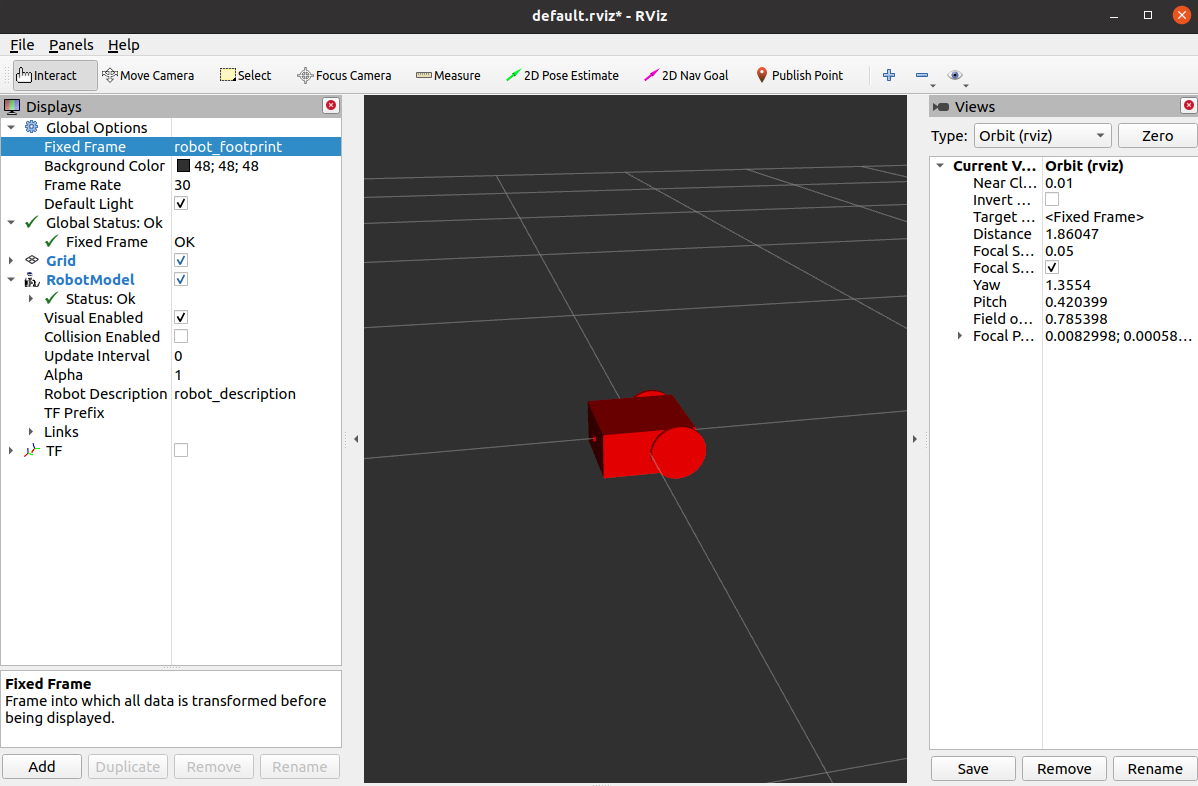 default.rviz* - RViz
File Panels Help
Interact Move Camera Select Focus Camera Measure 2D Pose Estimate 2D Nav Goal Publish Point
Displays
Global Options
Fixed Frame robot_footprint
Background Color 48; 48; 48
Frame Rate 30
Default Light
Global Status: Ok
Fixed Frame OK
Grid
RobotModel
Status: Ok
Visual Enabled
Collision Enabled
Update Interval 0
Alpha 1
Robot Description robot_description
TF Prefix
Links
TF
Fixed Frame
Frame into which all data is transformed before
being displayed.
Add Duplicate Remove Rename
Views
Type: Orbit (rviz) Zero
Current V... Orbit (rviz)
Near Cl... 0.01
Invert ...
Target ... <Fixed Frame>
Distance 1.86047
Focal S... 0.05
Focal S...
Yaw 1.3554
Pitch 0.420399
Field o... 0.785398
Focal P... 0.0082998; 0.00058...
Save Remove Rename